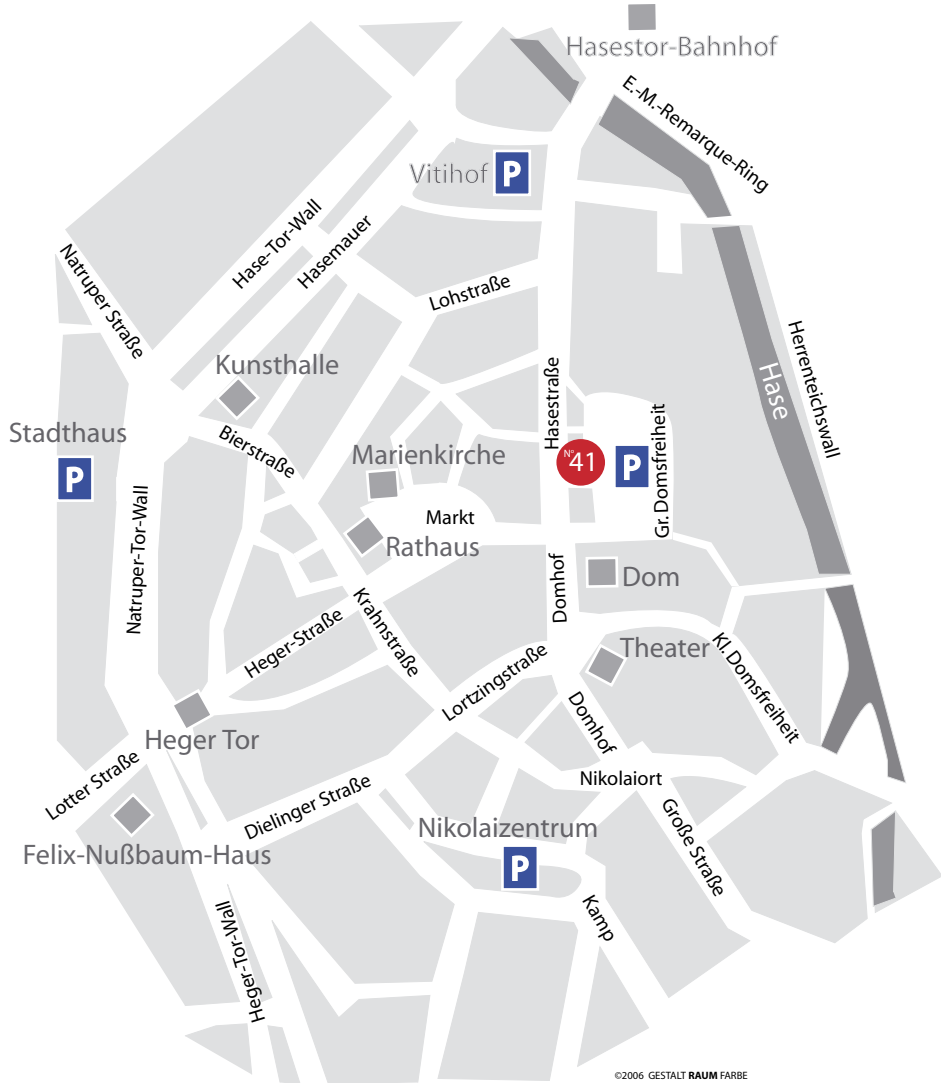 Hasestor-Bahnhof
E.-M.-Remarque-Ring
Vitihof
P
Hase-Tor-Wall
Hasemauer
Natruper Straße
Lohstraße
Herrenteichswall
Hase
Kunsthalle
Hasestraße
Gr. Domsfreiheit
Stadthaus
P
Bierstraße
Marienkirche
N° 41
P
Markt
Rathaus
Natruper-Tor-Wall
Domhof
Dom
Heger-Straße
Krahnstraße
Theater
Kl. Domsfreiheit
Lortzingstraße
Domhof
Heger Tor
Lotter Straße
Nikolaiort
Dielinger Straße
Große Straße
Nikolaizentrum
P
Felix-Nußbaum-Haus
Kamp
Heger-Tor-Wall
©2006 GESTALT RAUM FARBE